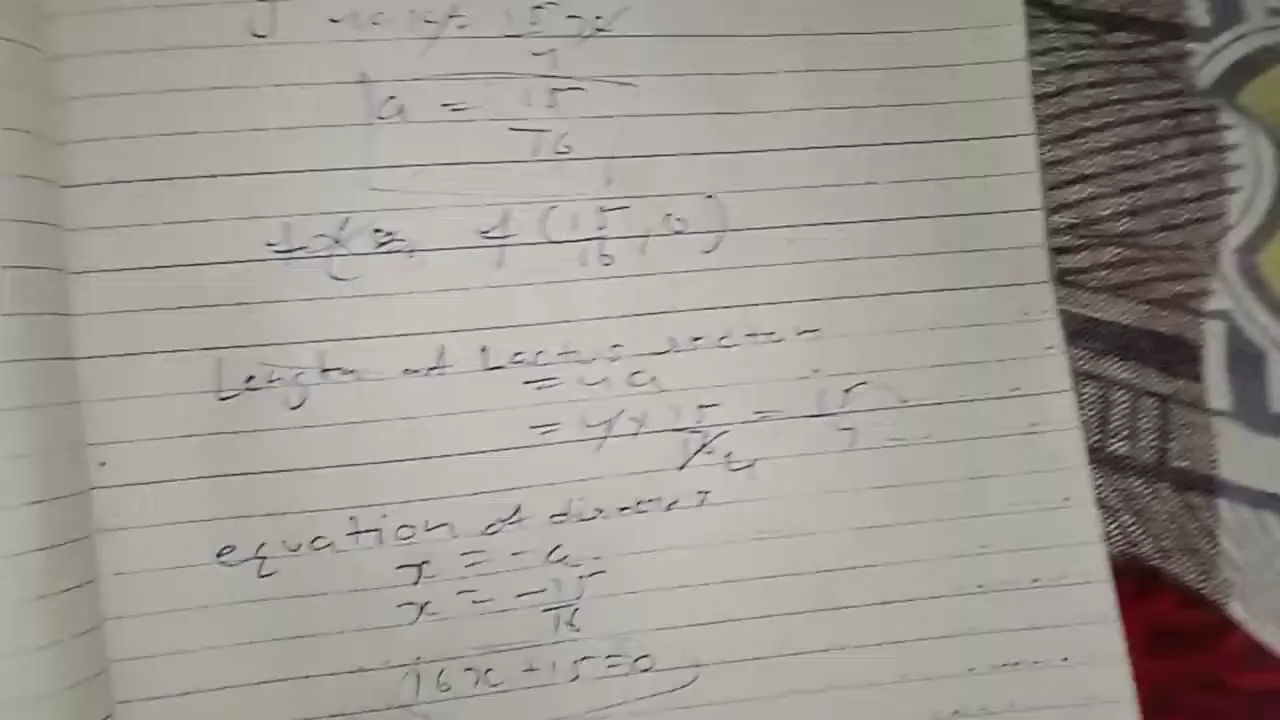 a = 15/16
(15/16, 0)
Length of Lactus rectum
= 4a
= 4 × 15/16 = 15/4
equation of
x = -a
x = -15/16
16x + 15 = 0